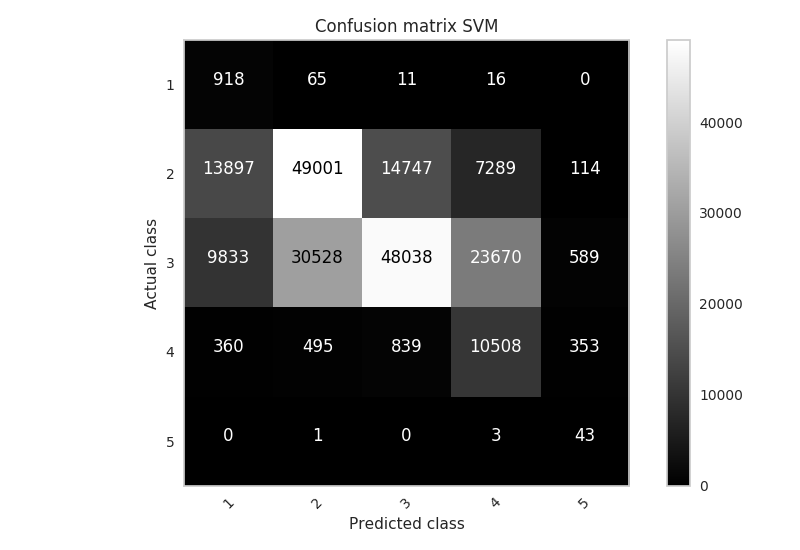 Confusion matrix SVM
1 918 65 11 16 0
2 13897 49001 14747 7289 114
3 9833 30528 48038 23670 589
4 360 495 839 10508 353
5 0 1 0 3 43
1 2 3 4 5
Predicted class
Actual class
40000
30000
20000
10000
0